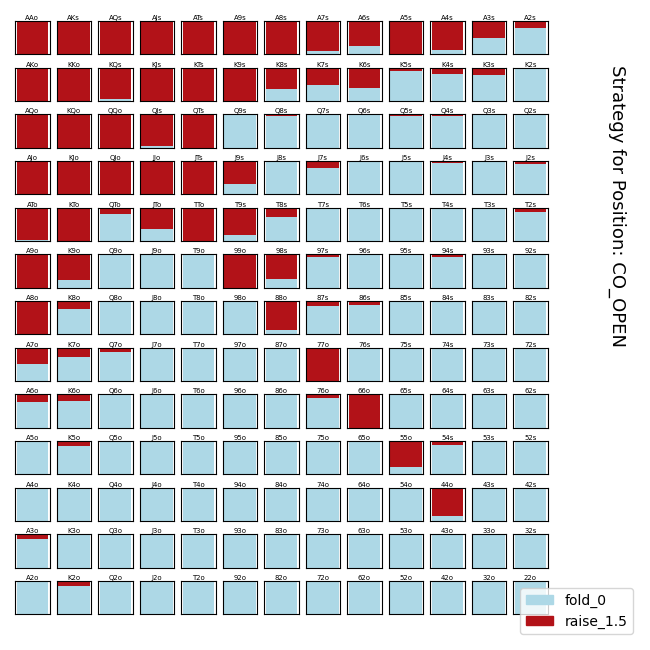 AAo AKs AQs AJs ATs A9s A8s A7s A6s A5s A4s A3s A2s
AKo KKo KQs KJs KTs K9s K8s K7s K6s K5s K4s K3s K2s
AQo KQo QQo QJs QTs Q9s Q8s Q7s Q6s Q5s Q4s Q3s Q2s
AJo KJo QJo JJo JTs J9s J8s J7s J6s J5s J4s J3s J2s
ATo KTo QTo JTo TTo T9s T8s T7s T6s T5s T4s T3s T2s
A9o K9o Q9o J9o T9o 99o 98s 97s 96s 95s 94s 93s 92s
A8o K8o Q8o J8o T8o 98o 88o 87s 86s 85s 84s 83s 82s
A7o K7o Q7o J7o T7o 97o 87o 77o 76s 75s 74s 73s 72s
A6o K6o Q6o J6o T6o 96o 86o 76o 66o 65s 64s 63s 62s
A5o K5o Q5o J5o T5o 95o 85o 75o 65o 55o 54s 53s 52s
A4o K4o Q4o J4o T4o 94o 84o 74o 64o 54o 44o 43s 42s
A3o K3o Q3o J3o T3o 93o 83o 73o 63o 53o 43o 33o 32s
A2o K2o Q2o J2o T2o 92o 82o 72o 62o 52o 42o 32o 22o
Strategy for Position: CO_OPEN
fold_0
raise_1.5